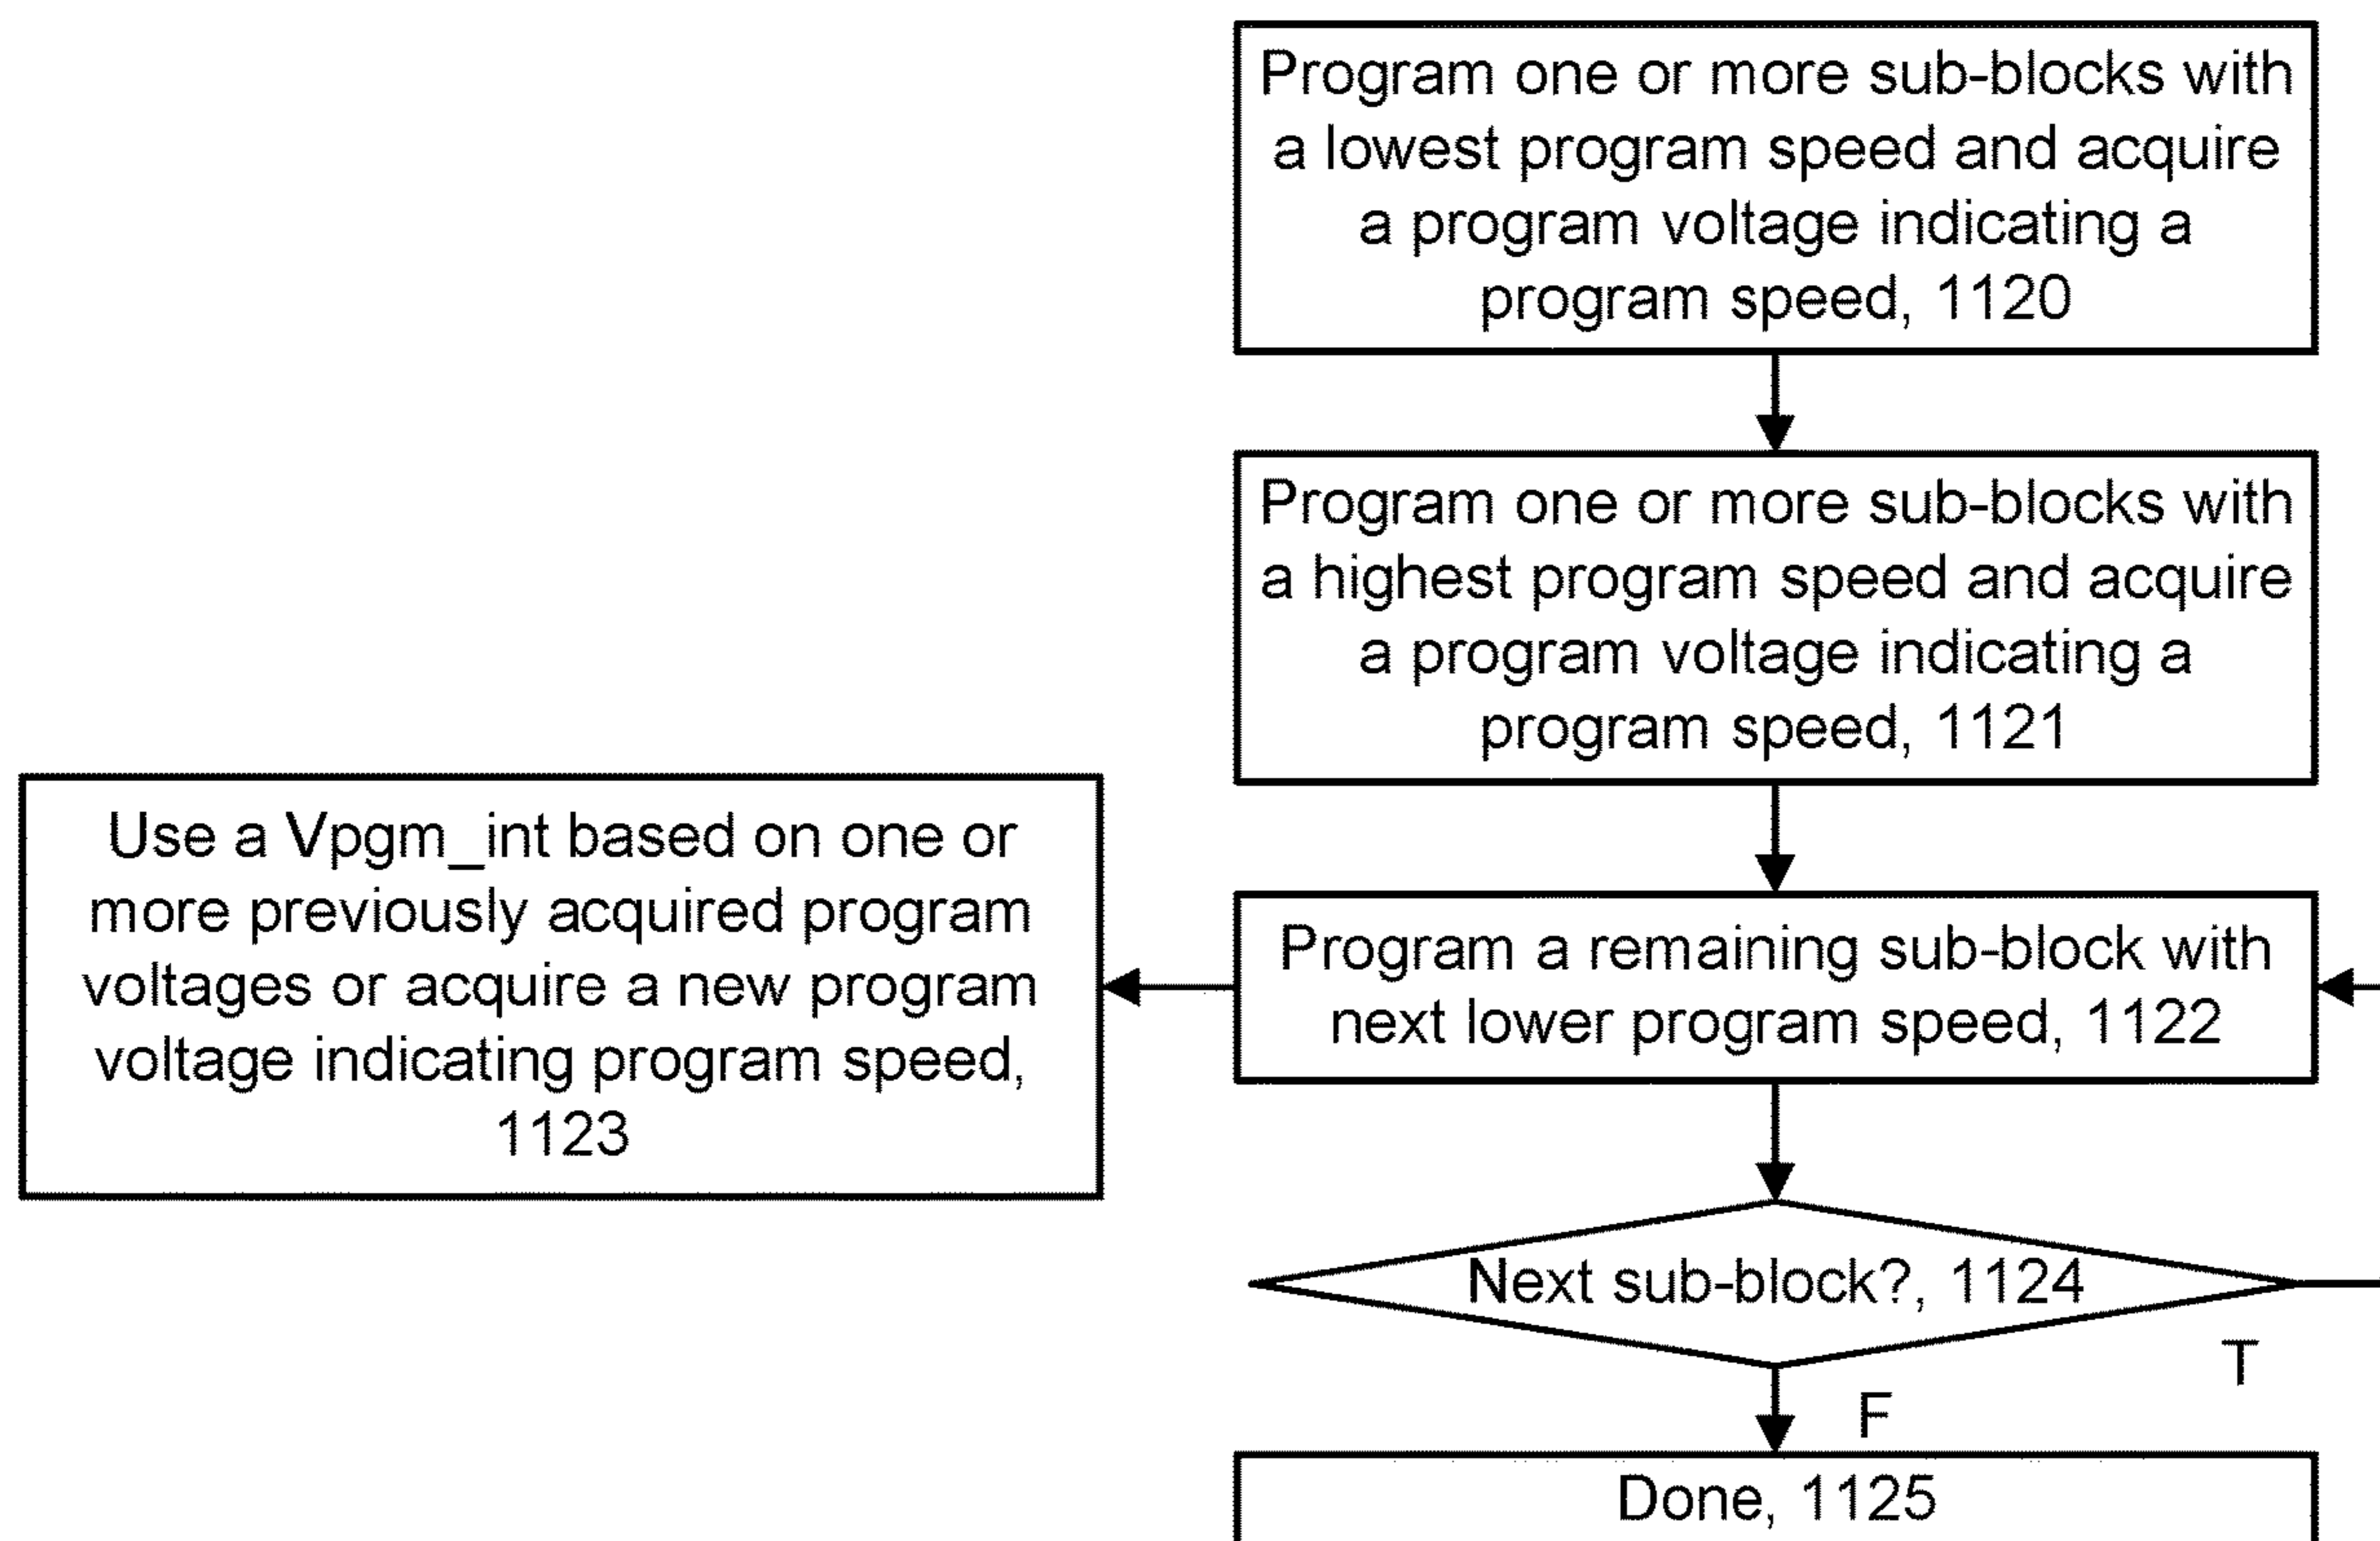 Program one or more sub-blocks with
a lowest program speed and acquire
a program voltage indicating a
program speed, 1120
Program one or more sub-blocks with
a highest program speed and acquire
a program voltage indicating a
program speed, 1121
Use a Vpgm_int based on one or
more previously acquired program
voltages or acquire a new program
voltage indicating program speed,
1123
Program a remaining sub-block with
next lower program speed, 1122
Next sub-block?, 1124
T
F
Done, 1125